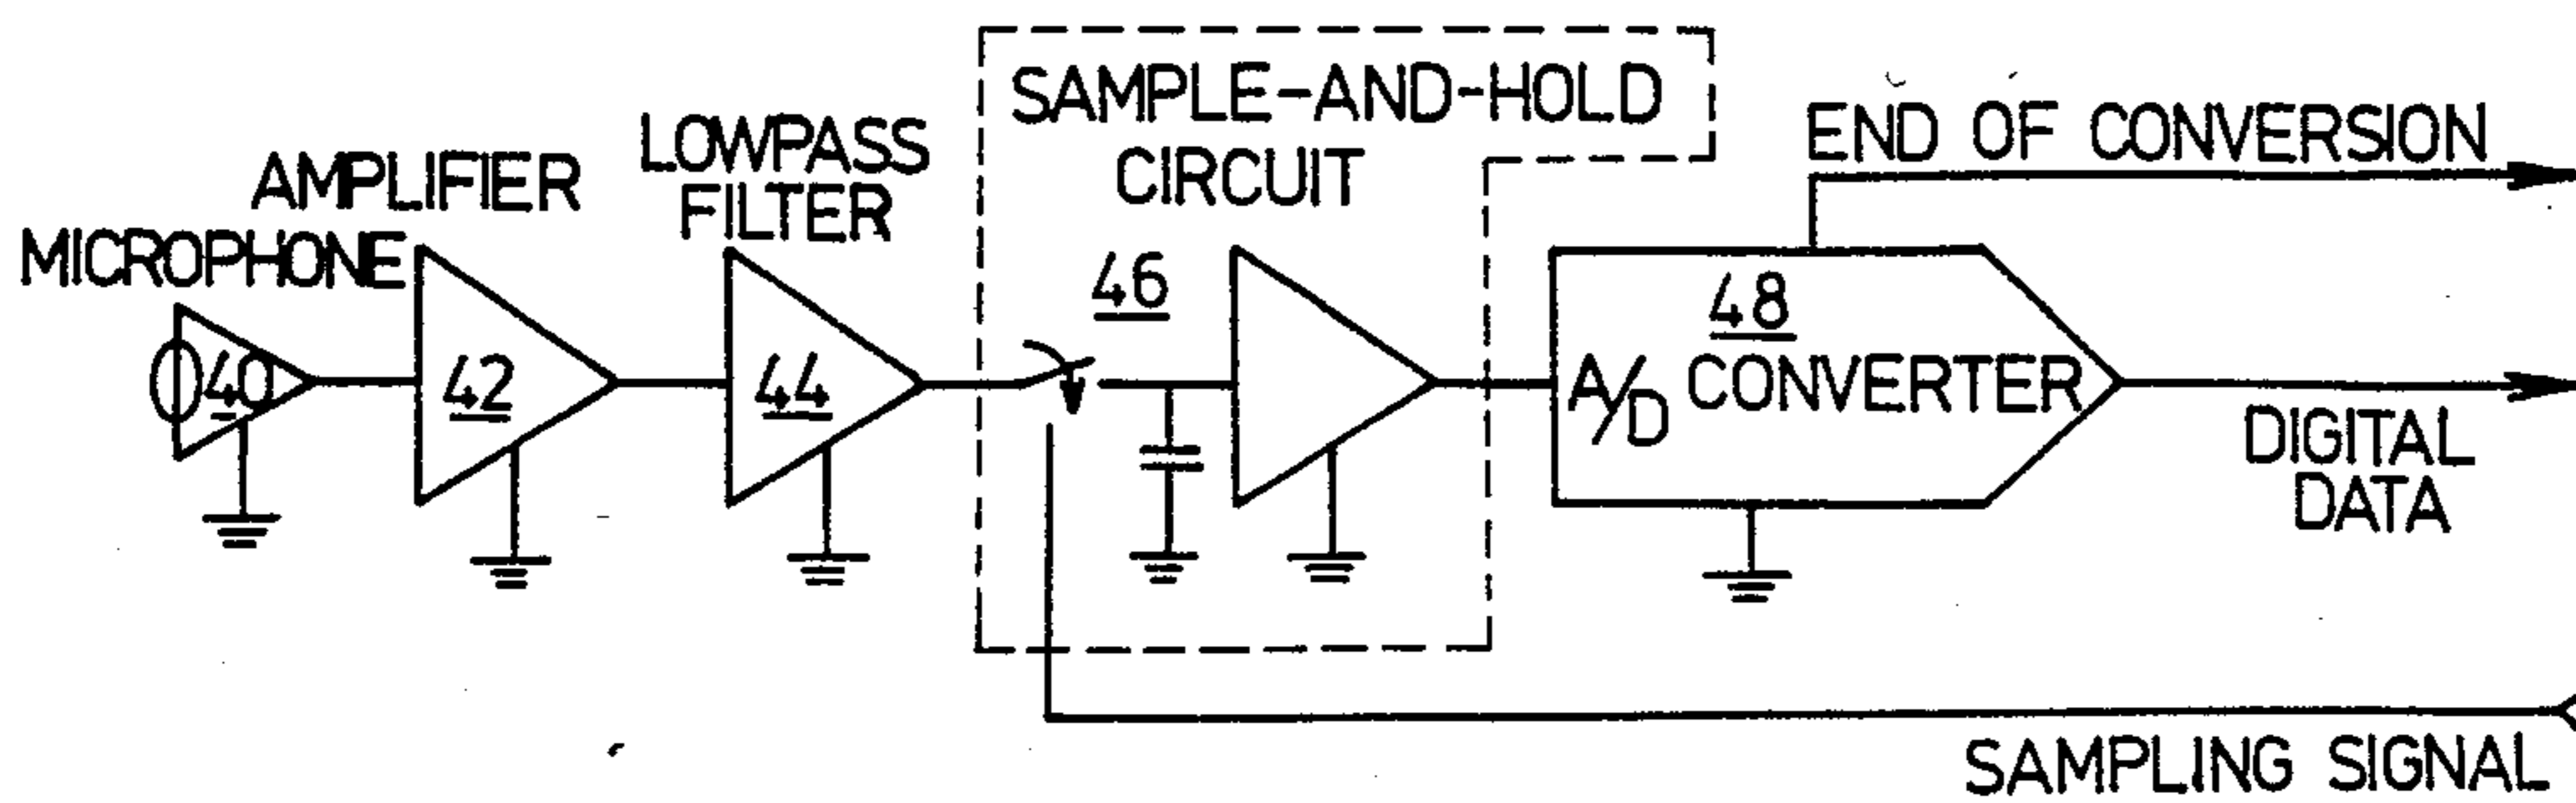 MICROPHONE
40
AMPLIFIER
42
LOWPASS
FILTER
44
SAMPLE-AND-HOLD
CIRCUIT
46
48
A/D CONVERTER
END OF CONVERSION
DIGITAL
DATA
SAMPLING SIGNAL